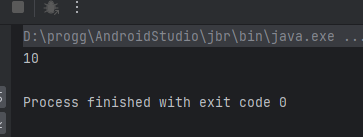 D:\progg\AndroidStudio\jbr\bin\java.exe ...
10
Process finished with exit code 0